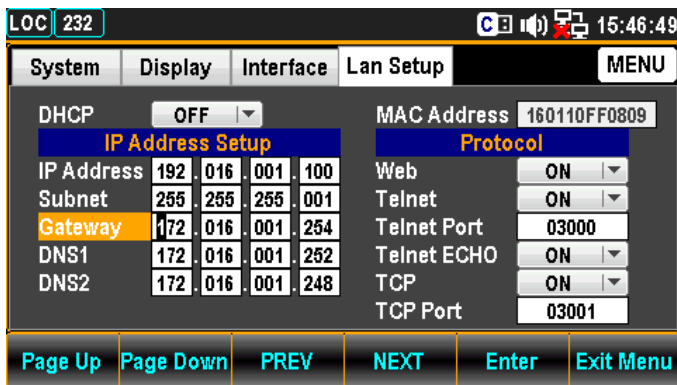 LOC 232 C 15:46:49
System Display Interface Lan Setup MENU
DHCP OFF MAC Address 160110FF0809
IP Address Setup Protocol
IP Address 192 . 016 . 001 . 100 Web ON
Subnet 255 . 255 . 255 . 001 Telnet ON
Gateway 172 . 016 . 001 . 254 Telnet Port 03000
DNS1 172 . 016 . 001 . 252 Telnet ECHO ON
DNS2 172 . 016 . 001 . 248 TCP ON
TCP Port 03001
Page Up Page Down PREV NEXT Enter Exit Menu